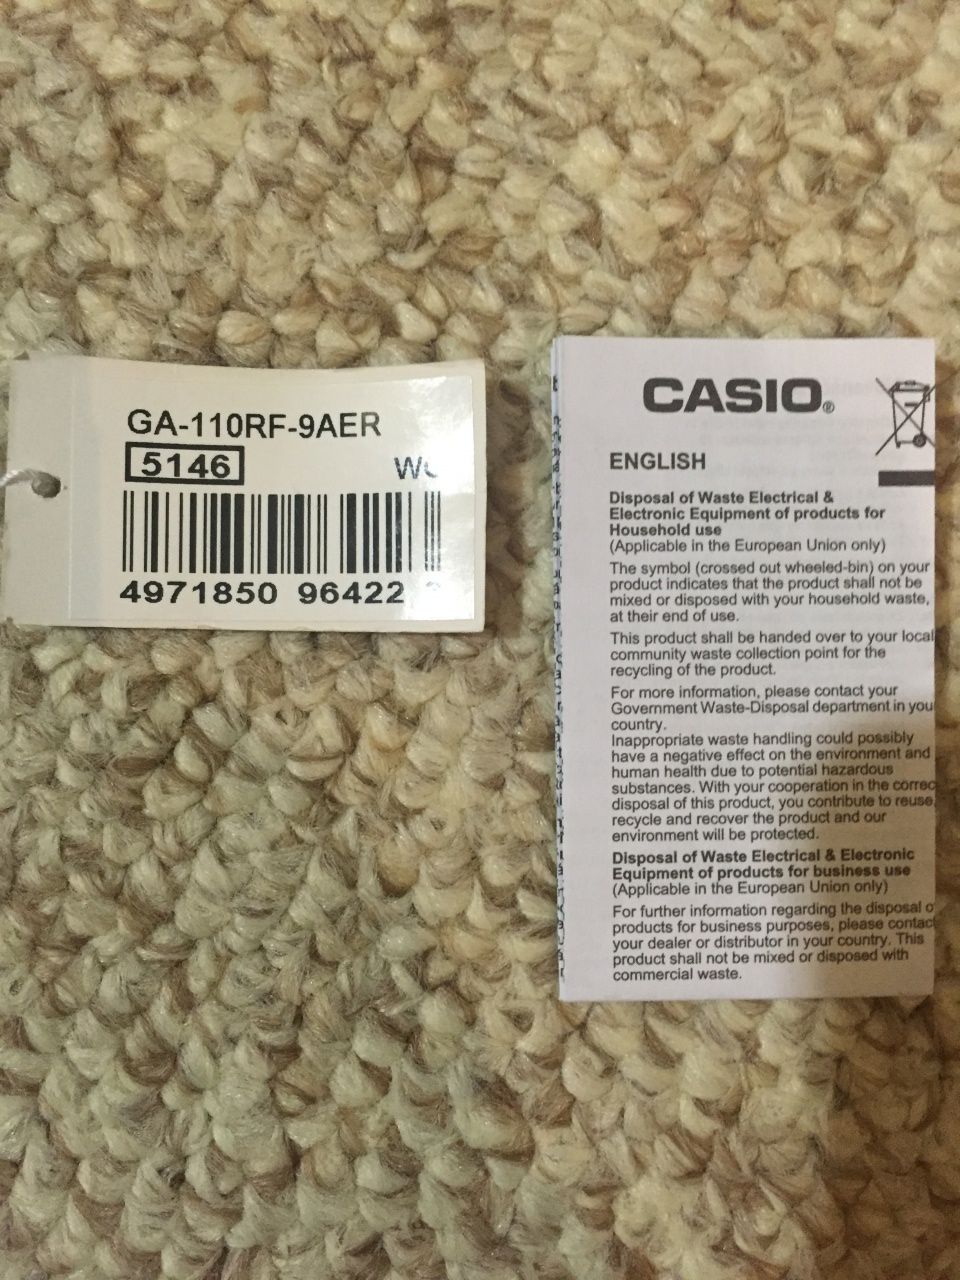 GA-110RF-9AER
5146
4971850 96422
CASIO®
ENGLISH
Disposal of Waste Electrical &
Electronic Equipment of products for
Household use
(Applicable in the European Union only)
The symbol (crossed out wheeled-bin) on your
product indicates that the product shall not be
mixed or disposed with your household waste,
at their end of use.
This product shall be handed over to your local
community waste collection point for the
recycling of the product.
For more information, please contact your
Government Waste-Disposal department in you
country.
Inappropriate waste handling could possibly
have a negative effect on the environment and
human health due to potential hazardous
substances. With your cooperation in the correc
disposal of this product, you contribute to reuse,
recycle and recover the product and our
environment will be protected.
Disposal of Waste Electrical & Electronic
Equipment of products for business use
(Applicable in the European Union only)
For further information regarding the disposal o
products for business purposes, please contact
your dealer or distributor in your country. This
product shall not be mixed or disposed with
commercial waste.